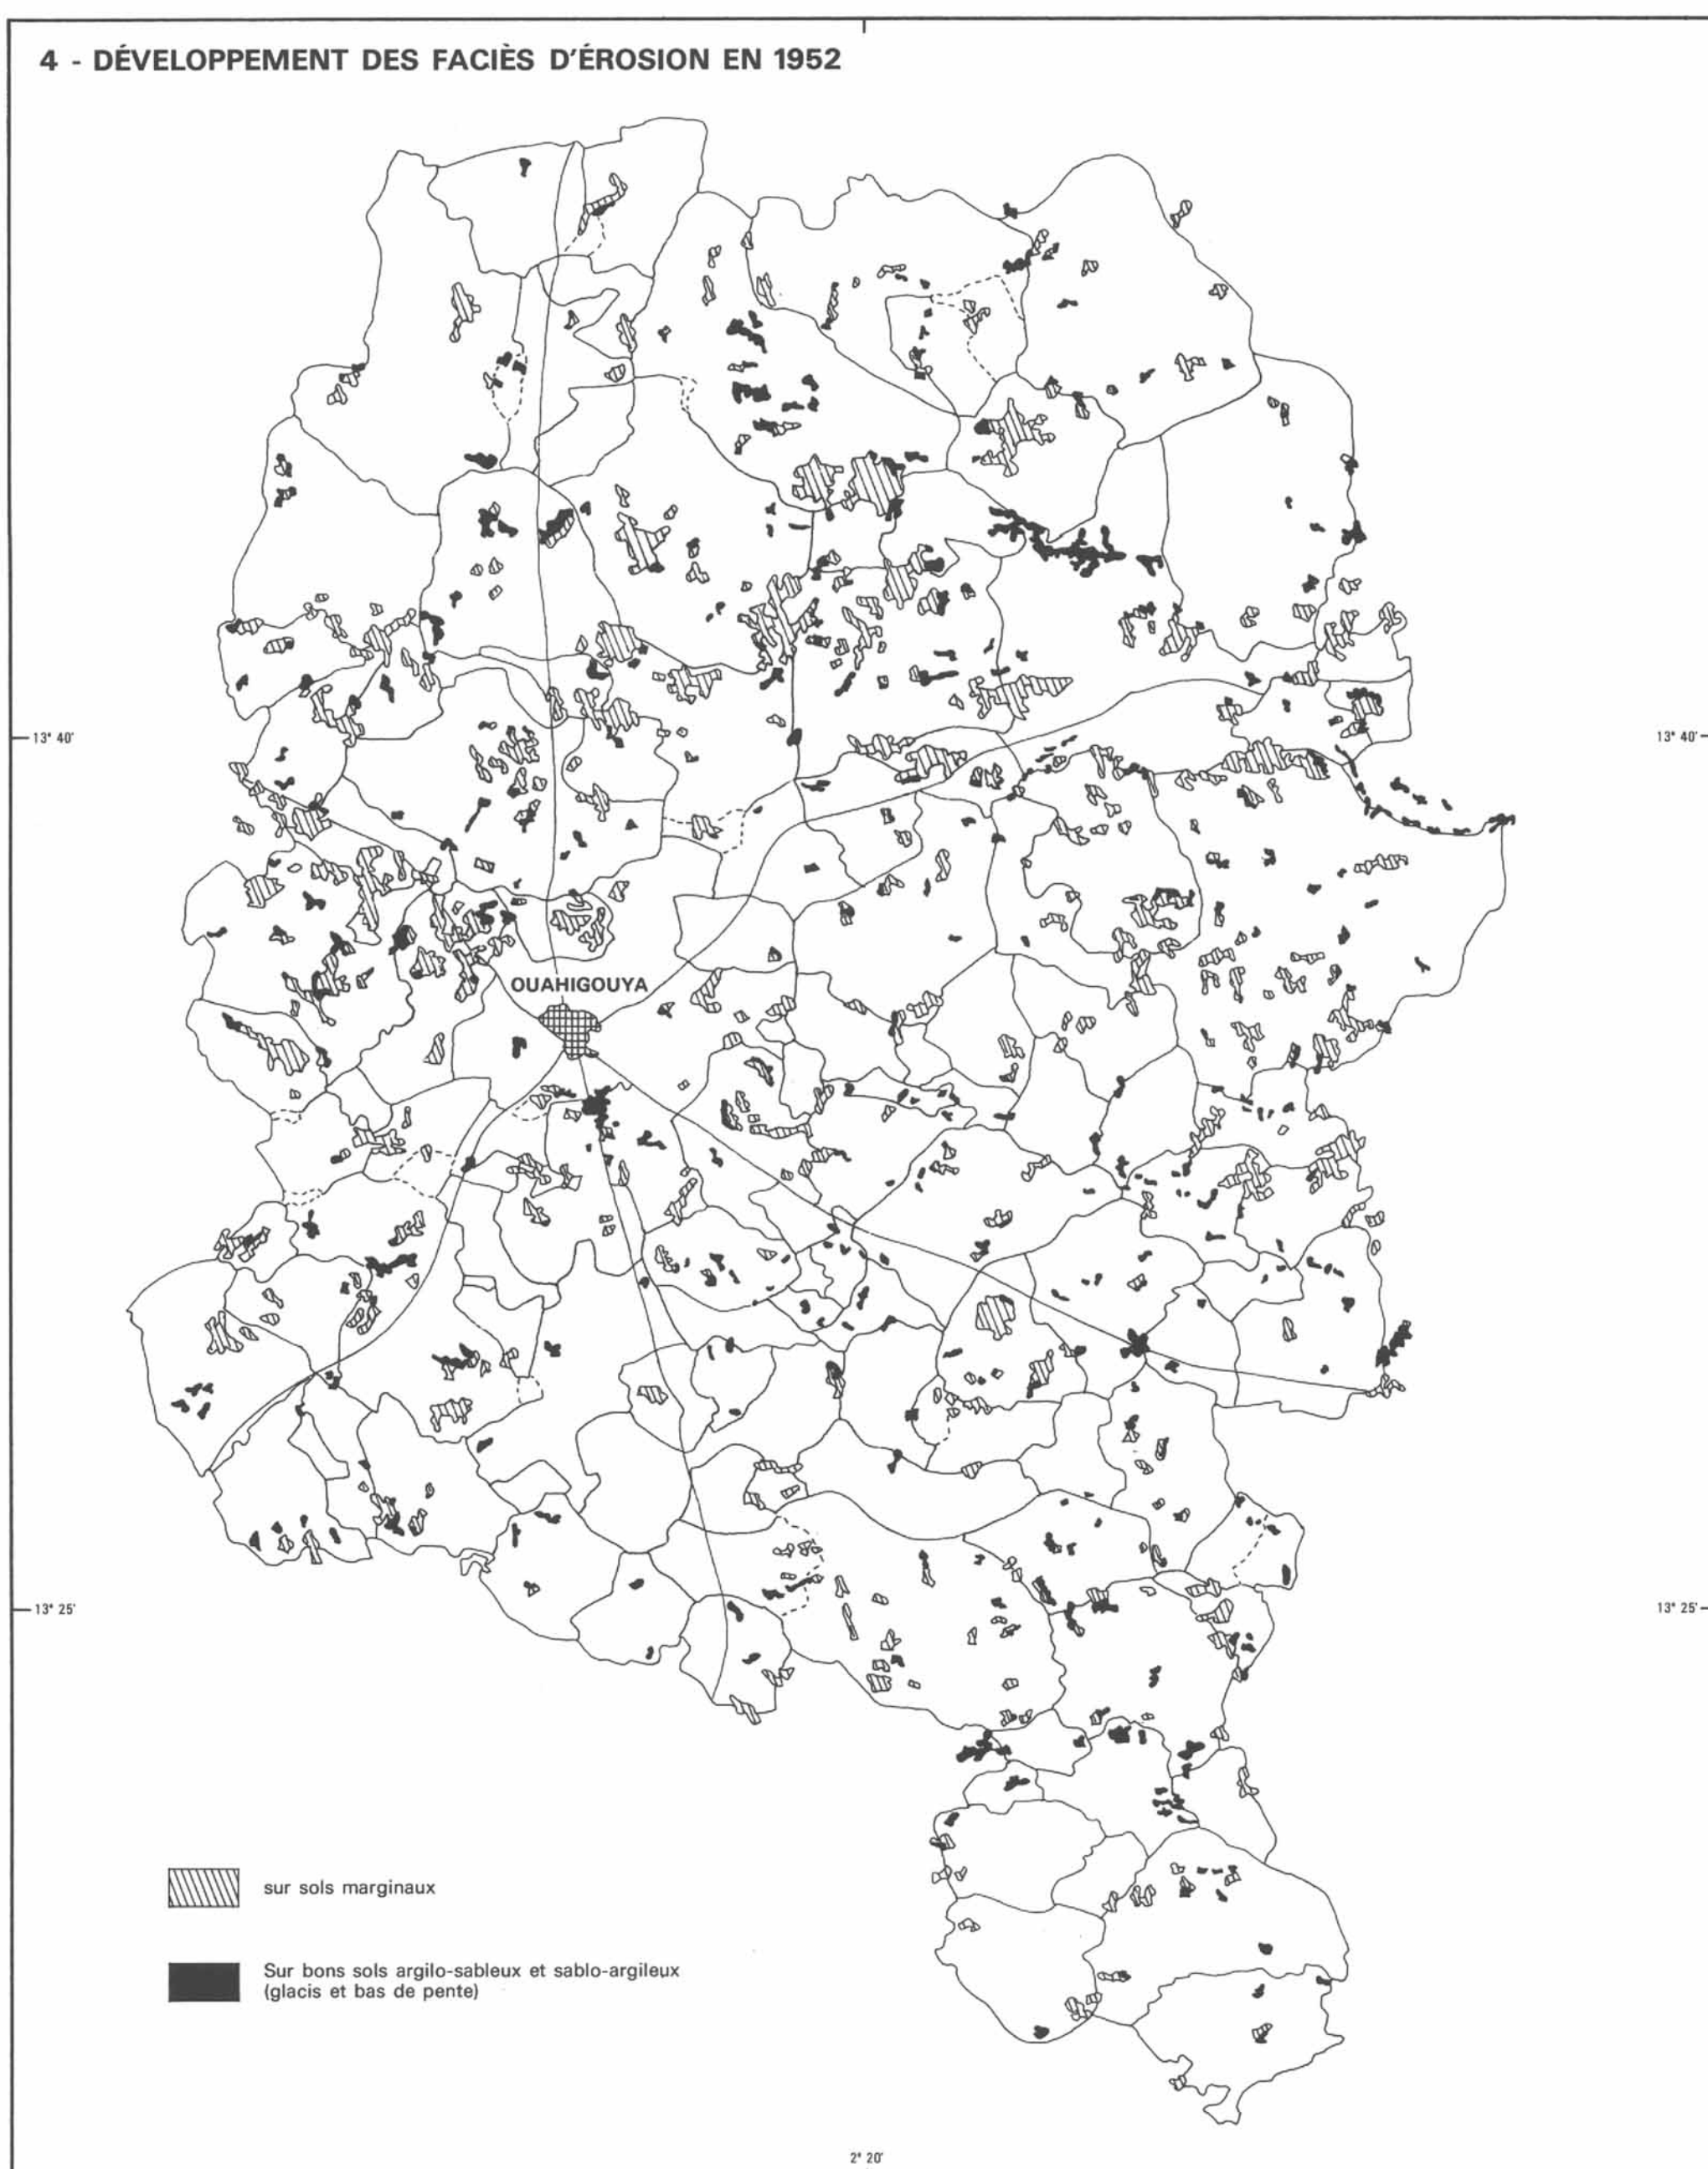 4 - DÉVELOPPEMENT DES FACIÈS D'ÉROSION EN 1952
13° 40'
13° 40'
OUAHIGOUYA
13° 25'
13° 25'
sur sols marginaux
Sur bons sols argilo-sableux et sablo-argileux
(glacis et bas de pente)
2° 20'